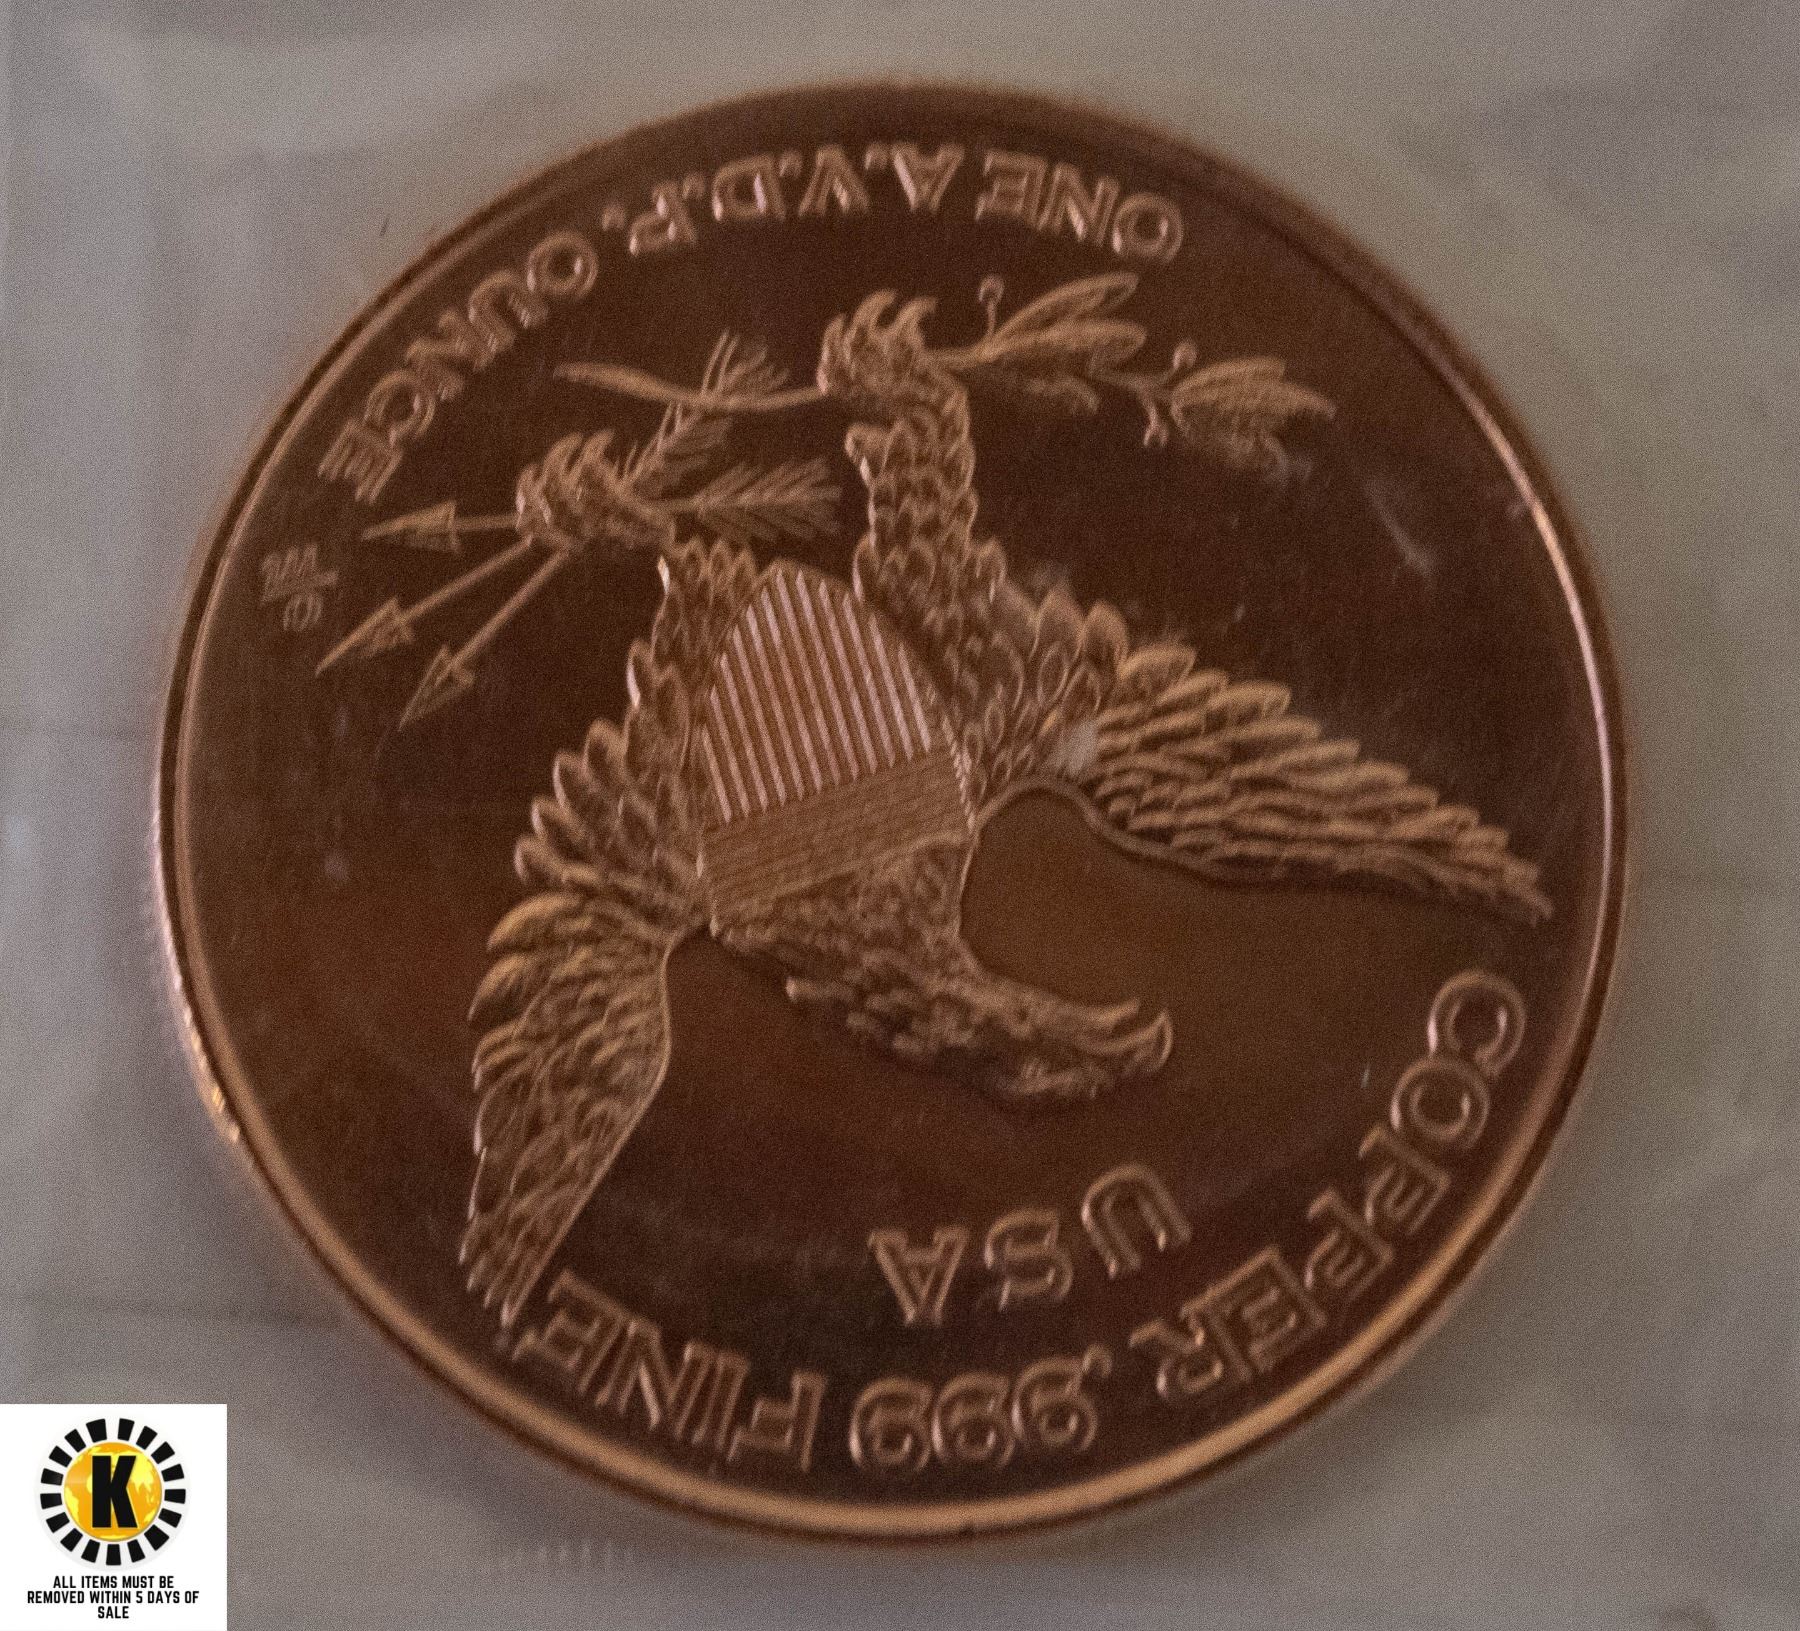 COPPER .999 FINE
USA
ONE A.V.D.P. OUNCE
K
ALL ITEMS MUST BE
REMOVED WITHIN 5 DAYS OF
SALE